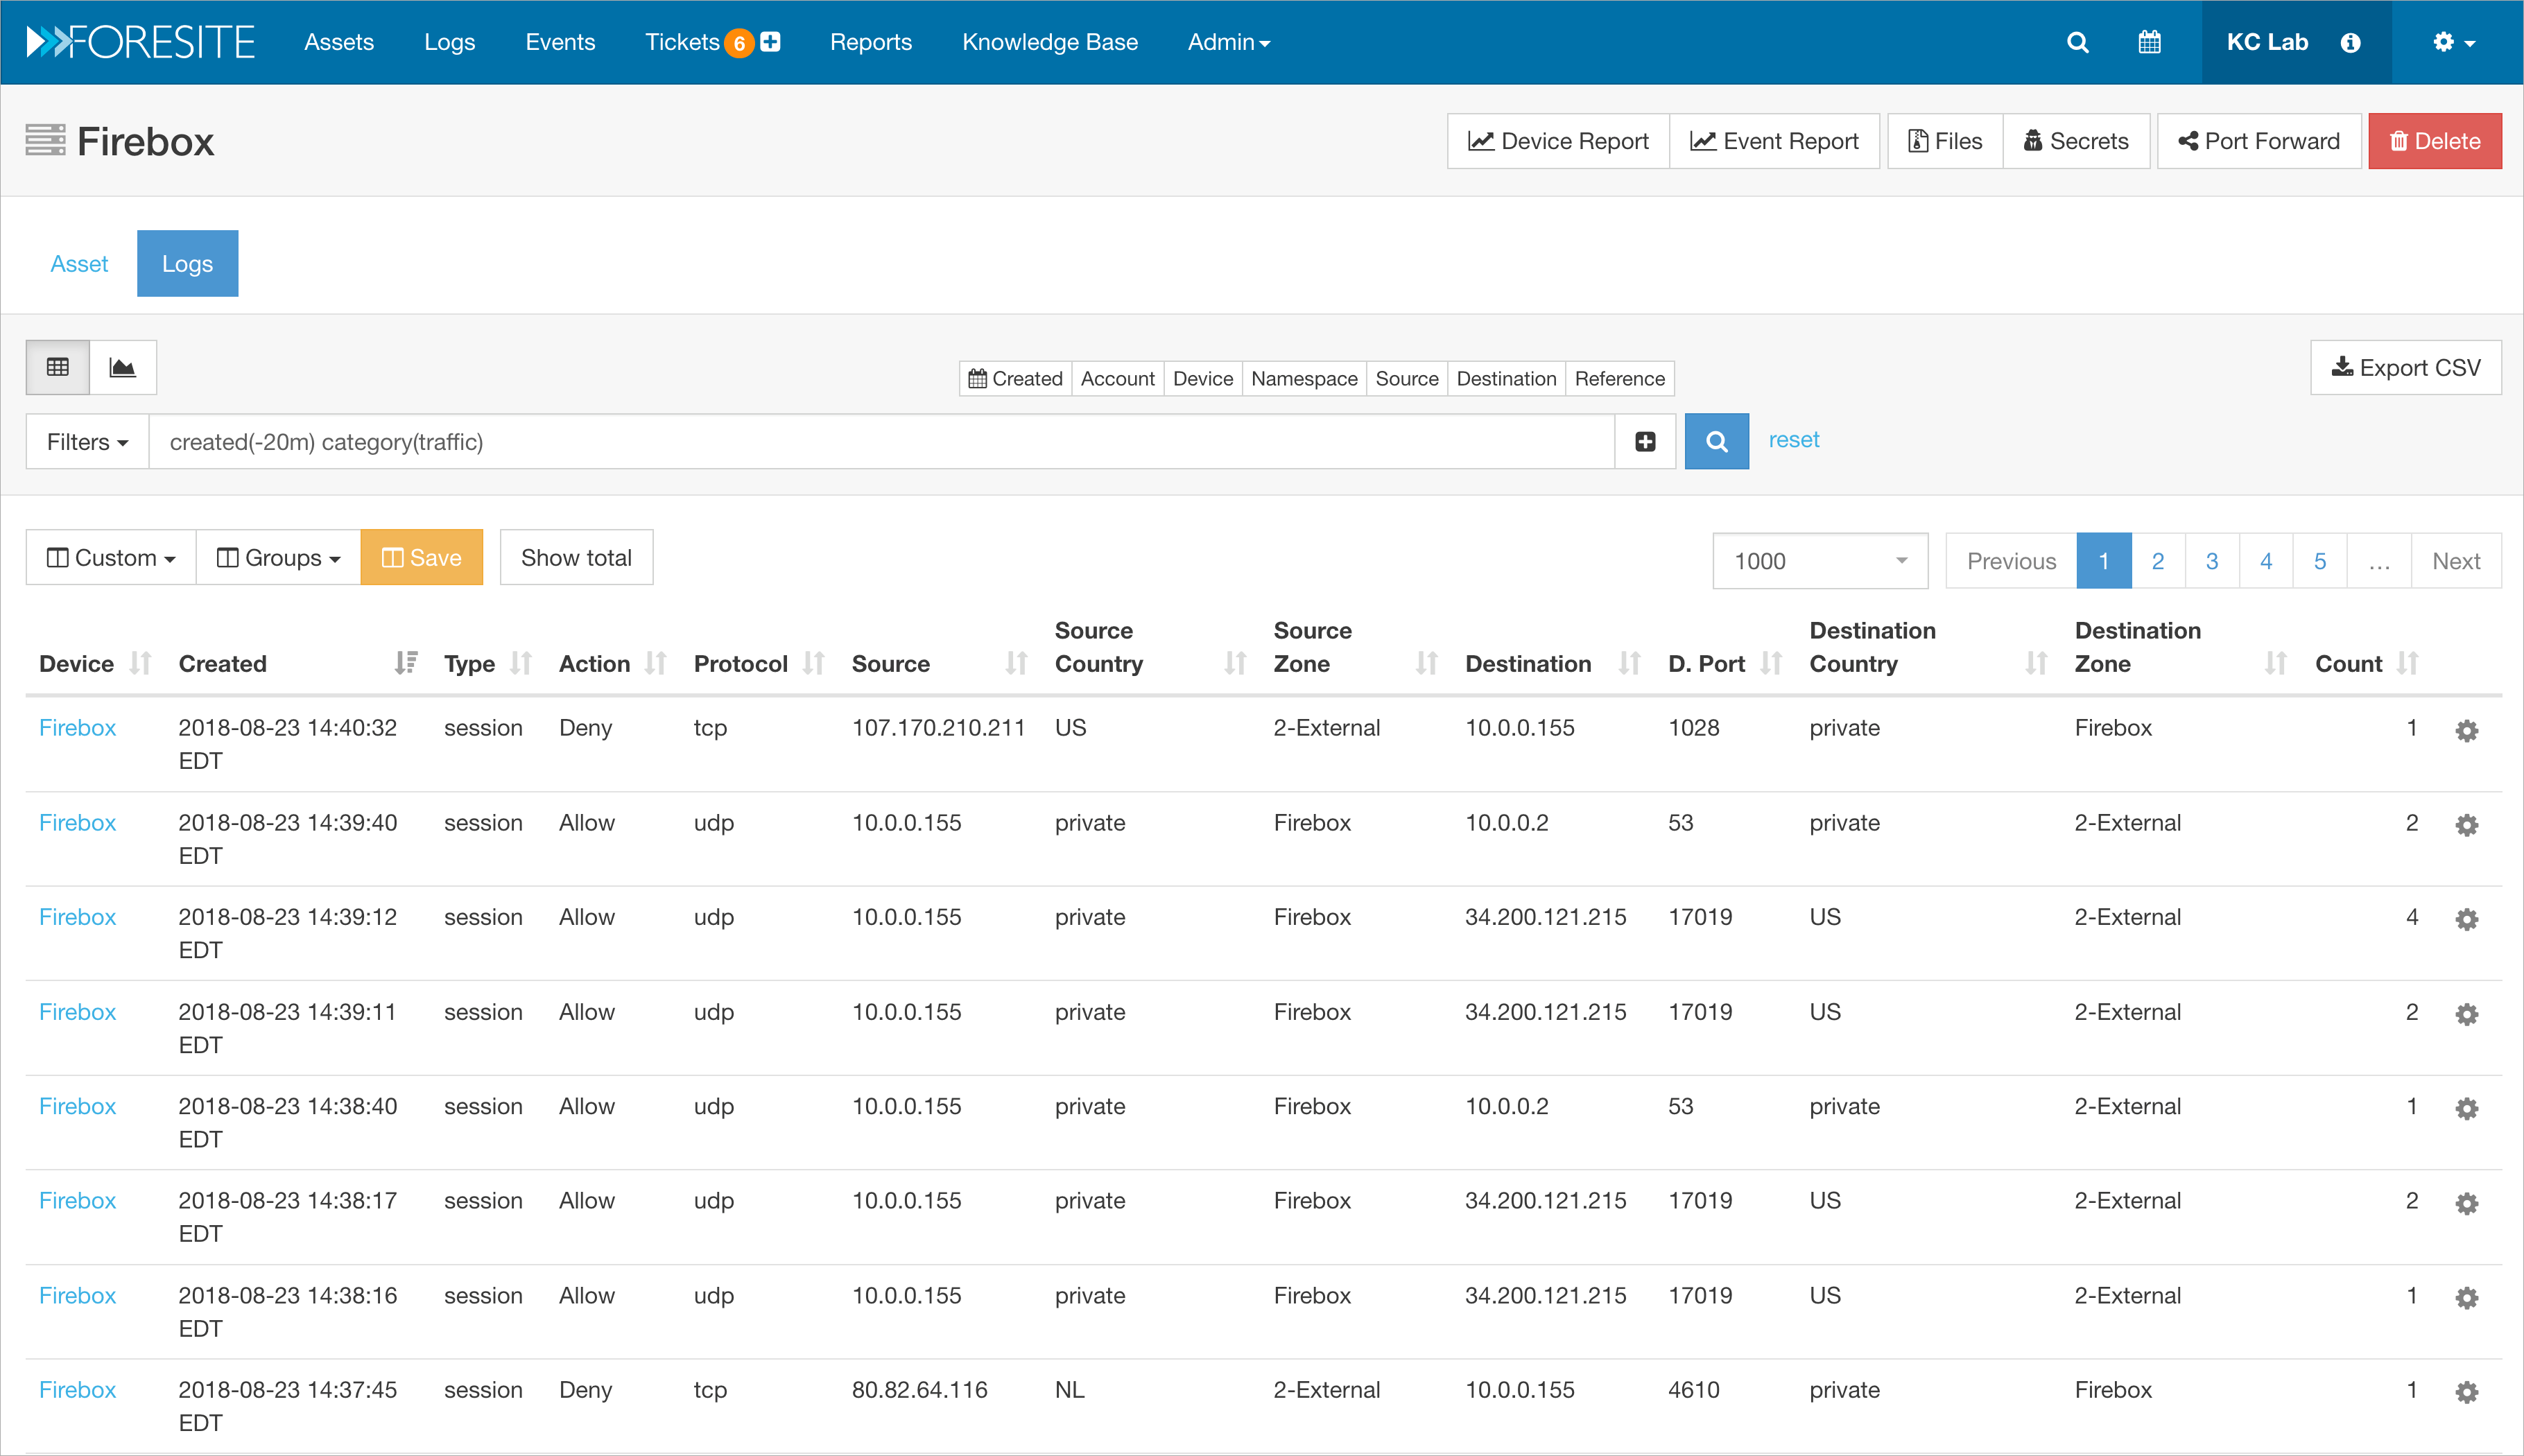 FORESITE Assets Logs Events Tickets 6 Reports Knowledge Base Admin KC Lab
Firebox Device Report Event Report Files Secrets Port Forward Delete
Asset Logs
Created Account Device Namespace Source Destination Reference Export CSV
Filters created(-20m) category(traffic) reset
Custom Groups Save Show total 1000 Previous 1 2 3 4 5 ... Next
Device Created Type Action Protocol Source Source Country Source Zone Destination D. Port Destination Country Destination Zone Count
Firebox 2018-08-23 14:40:32 EDT session Deny tcp 107.170.210.211 US 2-External 10.0.0.155 1028 private Firebox 1
Firebox 2018-08-23 14:39:40 EDT session Allow udp 10.0.0.155 private Firebox 10.0.0.2 53 private 2-External 2
Firebox 2018-08-23 14:39:12 EDT session Allow udp 10.0.0.155 private Firebox 34.200.121.215 17019 US 2-External 4
Firebox 2018-08-23 14:39:11 EDT session Allow udp 10.0.0.155 private Firebox 34.200.121.215 17019 US 2-External 2
Firebox 2018-08-23 14:38:40 EDT session Allow udp 10.0.0.155 private Firebox 10.0.0.2 53 private 2-External 1
Firebox 2018-08-23 14:38:17 EDT session Allow udp 10.0.0.155 private Firebox 34.200.121.215 17019 US 2-External 2
Firebox 2018-08-23 14:38:16 EDT session Allow udp 10.0.0.155 private Firebox 34.200.121.215 17019 US 2-External 1
Firebox 2018-08-23 14:37:45 EDT session Deny tcp 80.82.64.116 NL 2-External 10.0.0.155 4610 private Firebox 1